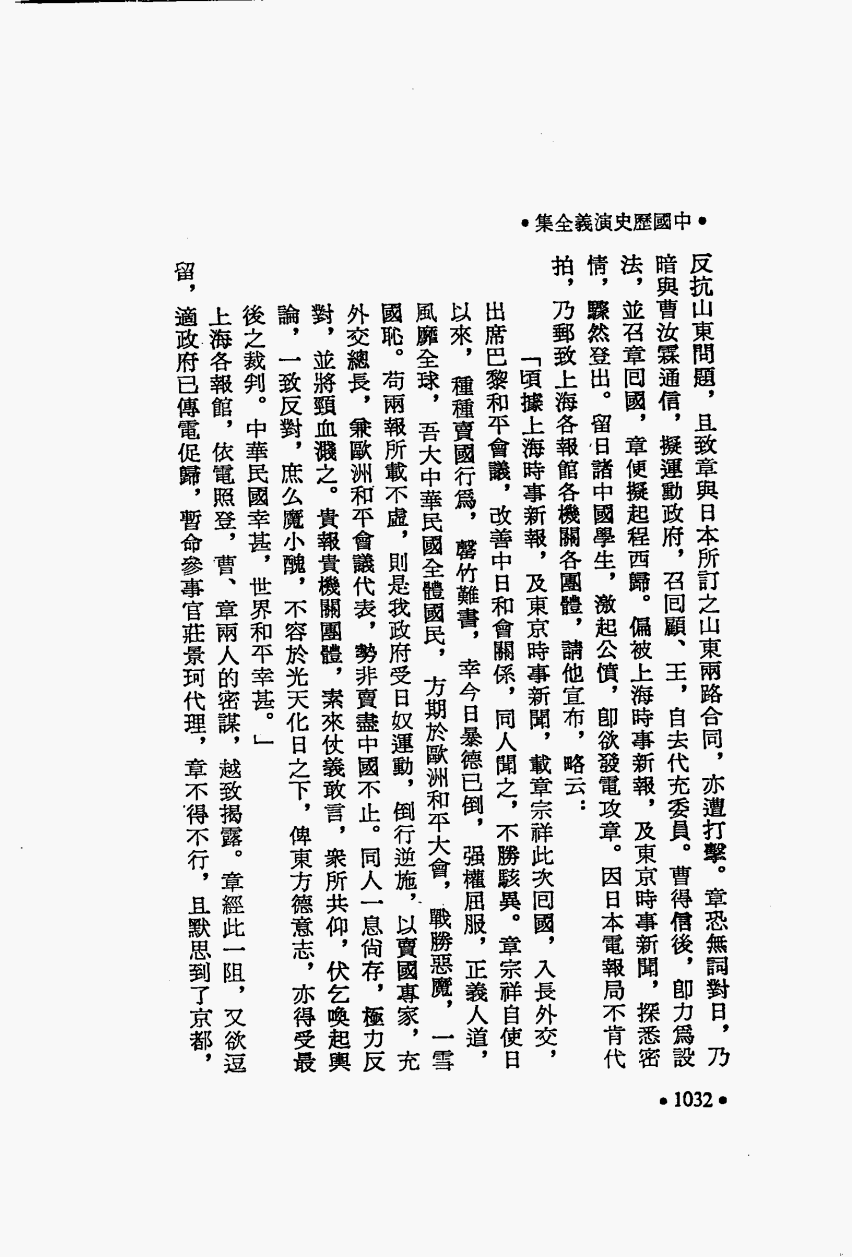 •中國歷史演義全集•
反抗山東問題，且致章與日本所訂之山東兩路合同，亦遭打擊。章恐無詞對日，乃
暗與曹汝霖通信，擬運動政府，召回顧、王，自去代充委員。曹得信後，卽力爲設
法，並召章回國，章便擬起程西歸。偏被上海時事新報，及東京時事新聞，探悉密
情，驟然登出。留日諸中國學生，激起公憤，卽欲發電攻章。因日本電報局不肯代
拍，乃郵致上海各報館各機關各團體，請他宣布，略云：
「頃據上海時事新報，及東京時事新聞，載章宗祥此次回國，入長外交，
出席巴黎和平會議，改善中日和會關係，同人聞之，不勝駭異。章宗祥自使日
以來，種種賣國行爲，罄竹難書，幸今日暴德已倒，强權屈服，正義人道，
風靡全球，吾大中華民國全體國民，方期於歐洲和平大會，戰勝惡魔，一雪
國恥。苟兩報所載不虛，則是我政府受日奴運動，倒行逆施，以賣國專家，充
外交總長，兼歐洲和平會議代表，勢非賣盡中國不止。同人一息尙存，極力反
對，並將頸血濺之。貴報貴機關團體，素來仗義敢言，衆所共仰，伏乞喚起輿
論，一致反對，庶么魔小醜，不容於光天化日之下，俾東方德意志，亦得受最
後之裁判。中華民國幸甚，世界和平幸甚。」
上海各報館，依電照登，曹、章兩人的密謀，越致揭露。章經此一阻，又欲逗
留，適政府已傳電促歸，暫命參事官莊景珂代理，章不得不行，且默思到了京都，
•1032•